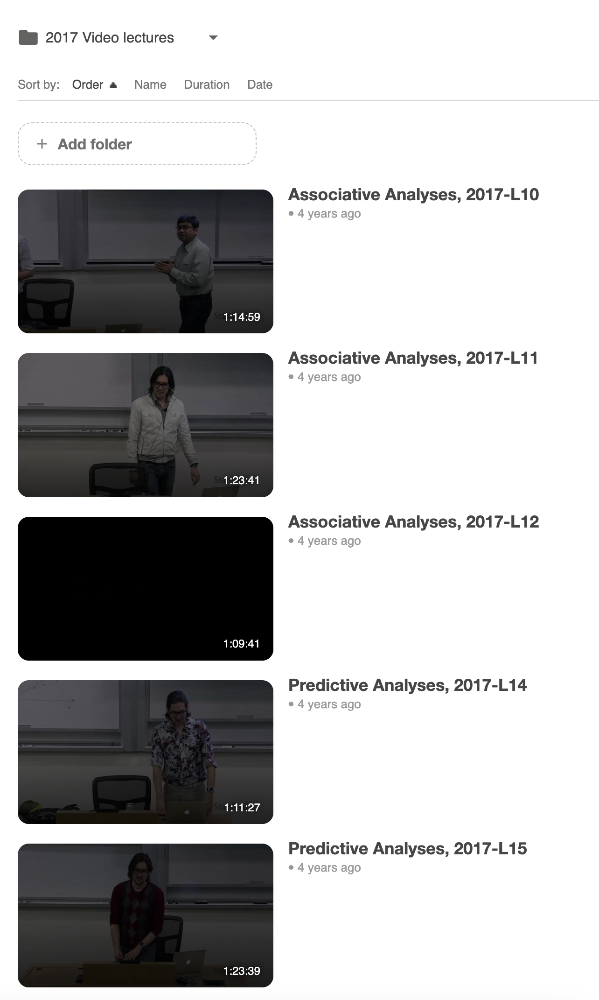 2017 Video lectures
Sort by: Order Name Duration Date
+ Add folder
Associative Analyses, 2017-L10
• 4 years ago
1:14:59
Associative Analyses, 2017-L11
• 4 years ago
1:23:41
Associative Analyses, 2017-L12
• 4 years ago
1:09:41
Predictive Analyses, 2017-L14
• 4 years ago
1:11:27
Predictive Analyses, 2017-L15
• 4 years ago
1:23:39